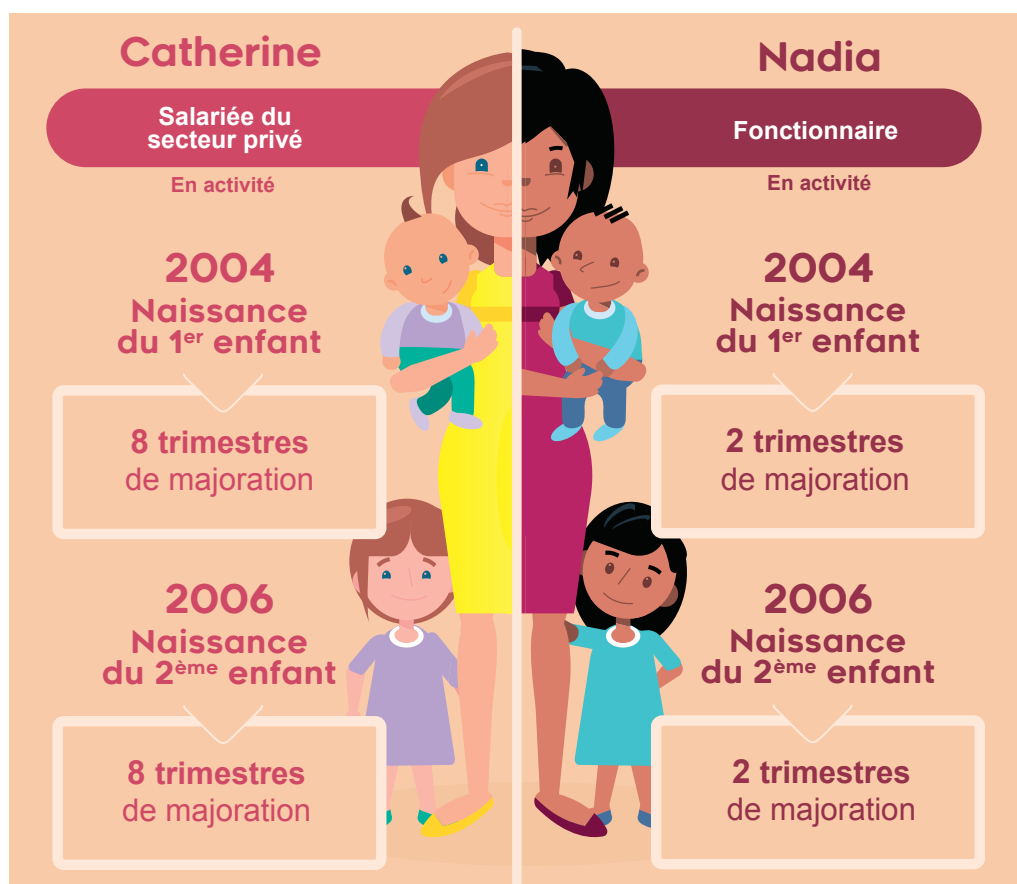 Catherine
Salariée du
secteur privé
En activité
2004
Naissance
du 1er enfant
8 trimestres
de majoration
2006
Naissance
du 2ème enfant
8 trimestres
de majoration
Nadia
Fonctionnaire
En activité
2004
Naissance
du 1er enfant
2 trimestres
de majoration
2006
Naissance
du 2ème enfant
2 trimestres
de majoration